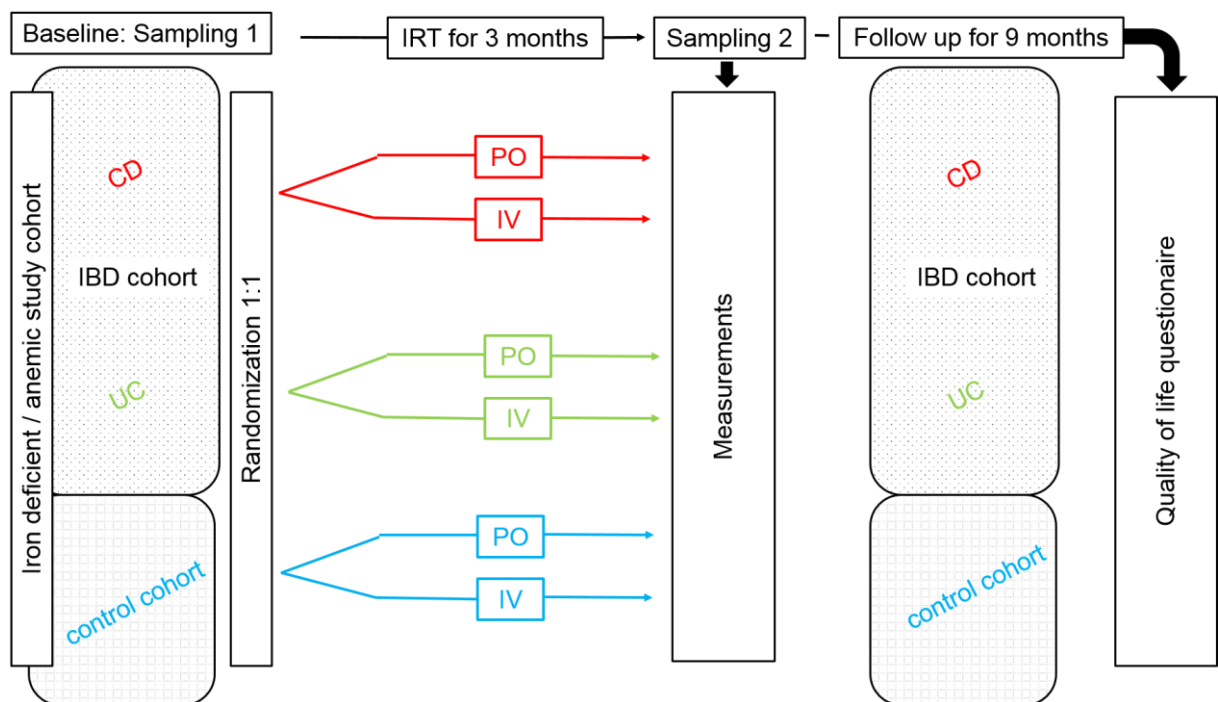 Baseline: Sampling 1
IRT for 3 months
Sampling 2
Follow up for 9 months
Iron deficient / anemic study cohort
CD
IBD cohort
UC
control cohort
Randomization 1:1
PO
IV
PO
IV
PO
IV
Measurements
CD
IBD cohort
UC
control cohort
Quality of life questionaire